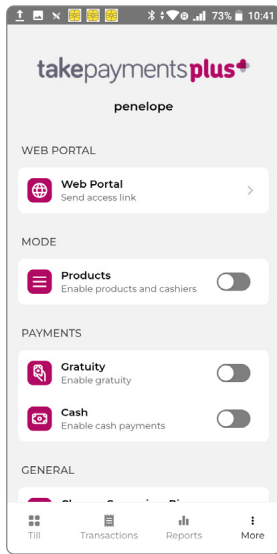 73% 10:41
takepaymentsplus
penelope
WEB PORTAL
Web Portal
Send access link
MODE
Products
Enable products and cashiers
PAYMENTS
Gratuity
Enable gratuity
Cash
Enable cash payments
GENERAL
Till Transactions Reports More